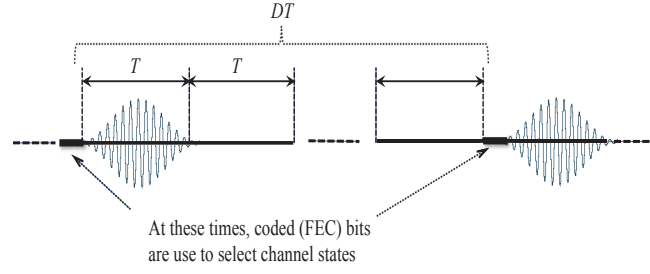 DT
T T
At these times, coded (FEC) bits
are use to select channel states